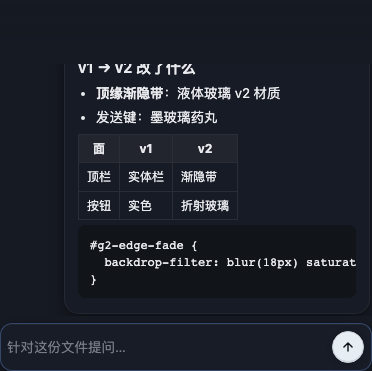 v1 → v2 改了什么
• 顶缘渐隐带：液体玻璃 v2 材质
• 发送键：墨玻璃药丸
面 v1 v2
顶栏 实体栏 渐隐带
按钮 实色 折射玻璃
#g2-edge-fade {
backdrop-filter: blur(18px) saturat
}
针对这份文件提问...